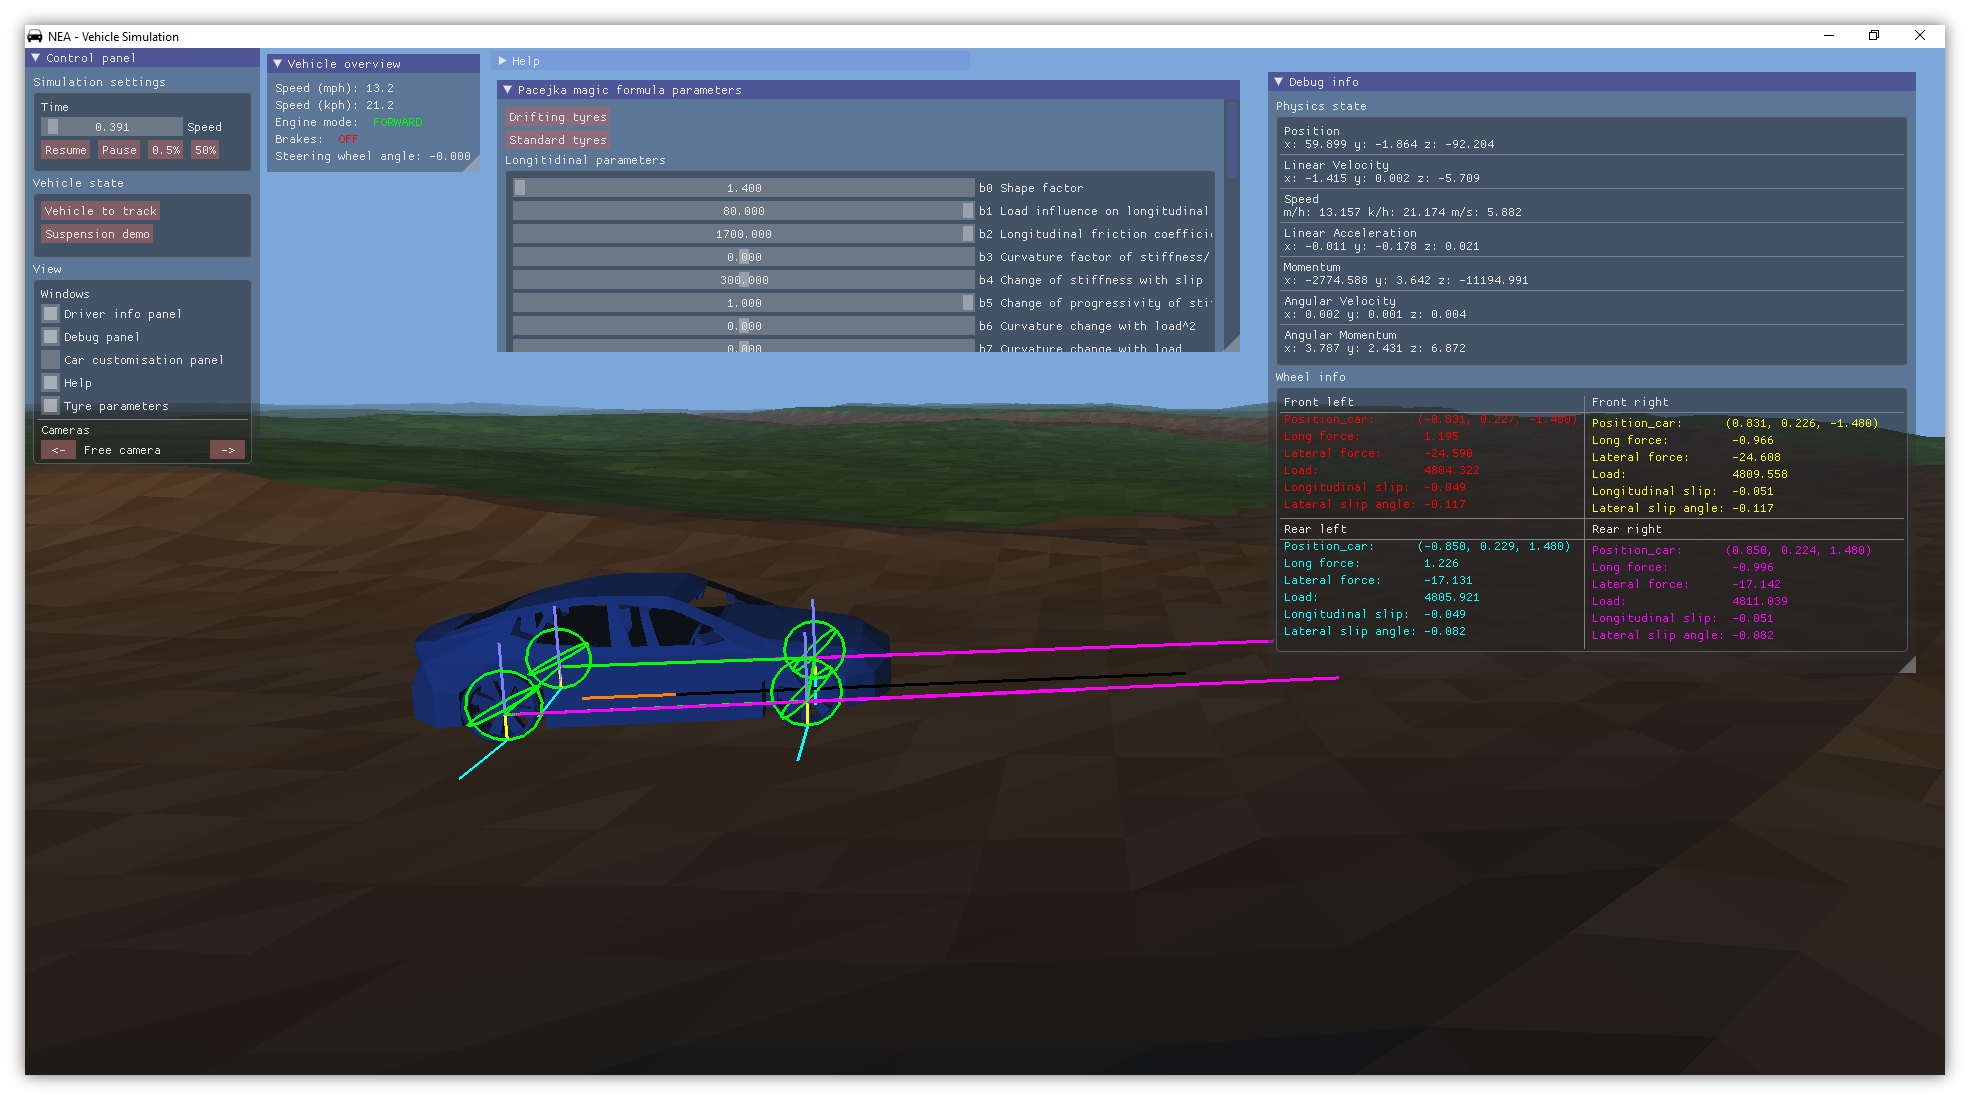 NEA - Vehicle Simulation
Control panel
Simulation settings
Time
0.391 Speed
Resume Pause 0.5% 50%
Vehicle state
Vehicle to track
Suspension demo
View
Windows
Driver info panel
Debug panel
Car customisation panel
Help
Tyre parameters
Cameras
<- Free camera ->
Vehicle overview
Speed (mph): 13.2
Speed (kph): 21.2
Engine mode: FORWARD
Brakes: OFF
Steering wheel angle: -0.000
Help
Pacejka magic formula parameters
Drifting tyres
Standard tyres
Longitidinal parameters
1.400 b0 Shape factor
80.000 b1 Load influence on longitudinal
1700.000 b2 Longitudinal friction coeffici
0.000 b3 Curvature factor of stiffness/
300.000 b4 Change of stiffness with slip
1.000 b5 Change of progressivity of sti
0.000 b6 Curvature change with load^2
0.000 b7 Curvature change with load
Debug info
Physics state
Position
x: 59.899 y: -1.864 z: -92.204
Linear Velocity
x: -1.415 y: 0.002 z: -5.709
Speed
m/h: 13.157 k/h: 21.174 m/s: 5.882
Linear Acceleration
x: -0.011 y: -0.178 z: 0.021
Momentum
x: -2774.588 y: 3.642 z: -11194.991
Angular Velocity
x: 0.002 y: 0.001 z: 0.004
Angular Momentum
x: 3.787 y: 2.431 z: 6.872
Wheel info
Front left
Position_car: (-0.831, 0.227, -1.480)
Long force: 1.195
Lateral force: -24.590
Load: 4804.322
Longitudinal slip: -0.049
Lateral slip angle: -0.117
Front right
Position_car: (0.831, 0.226, -1.480)
Long force: -0.966
Lateral force: -24.608
Load: 4809.558
Longitudinal slip: -0.051
Lateral slip angle: -0.117
Rear left
Position_car: (-0.850, 0.229, 1.480)
Long force: 1.226
Lateral force: -17.131
Load: 4805.921
Longitudinal slip: -0.049
Lateral slip angle: -0.082
Rear right
Position_car: (0.850, 0.224, 1.480)
Long force: -0.996
Lateral force: -17.142
Load: 4811.039
Longitudinal slip: -0.051
Lateral slip angle: -0.082